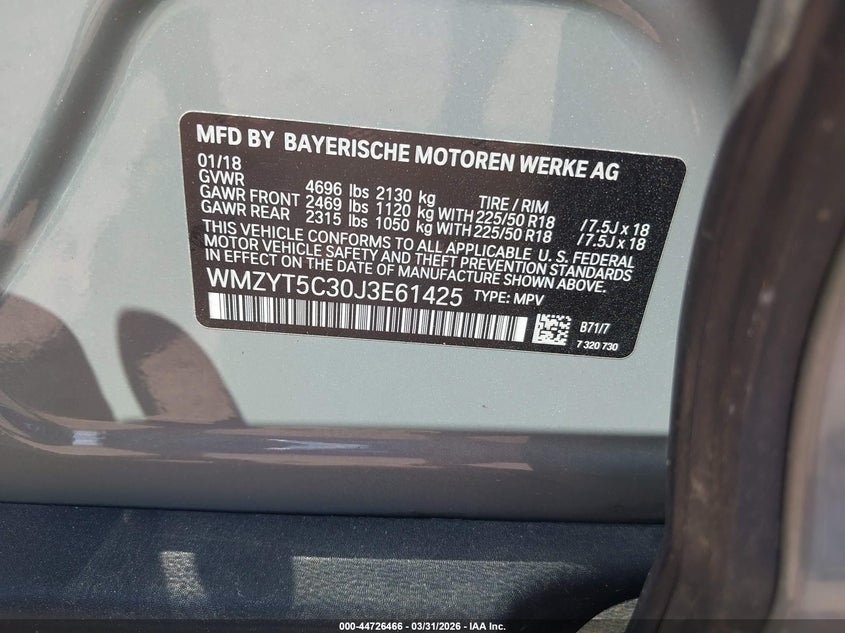 MFD BY BAYERISCHE MOTOREN WERKE AG
01/18
GVWR 4696 lbs 2130 kg TIRE / RIM
GAWR FRONT 2469 lbs 1120 kg WITH 225/50 R18 / 7.5J x 18
GAWR REAR 2315 lbs 1050 kg WITH 225/50 R18 / 7.5J x 18
THIS VEHICLE CONFORMS TO ALL APPLICABLE U. S. FEDERAL
MOTOR VEHICLE SAFETY AND THEFT PREVENTION STANDARDS
IN EFFECT ON THE DATE OF MANUFACTURE SHOWN ABOVE.
WMZYT5C30J3E61425 TYPE: MPV
B71/7
7 320 730
000-44726466 - 03/31/2026 - IAA Inc.